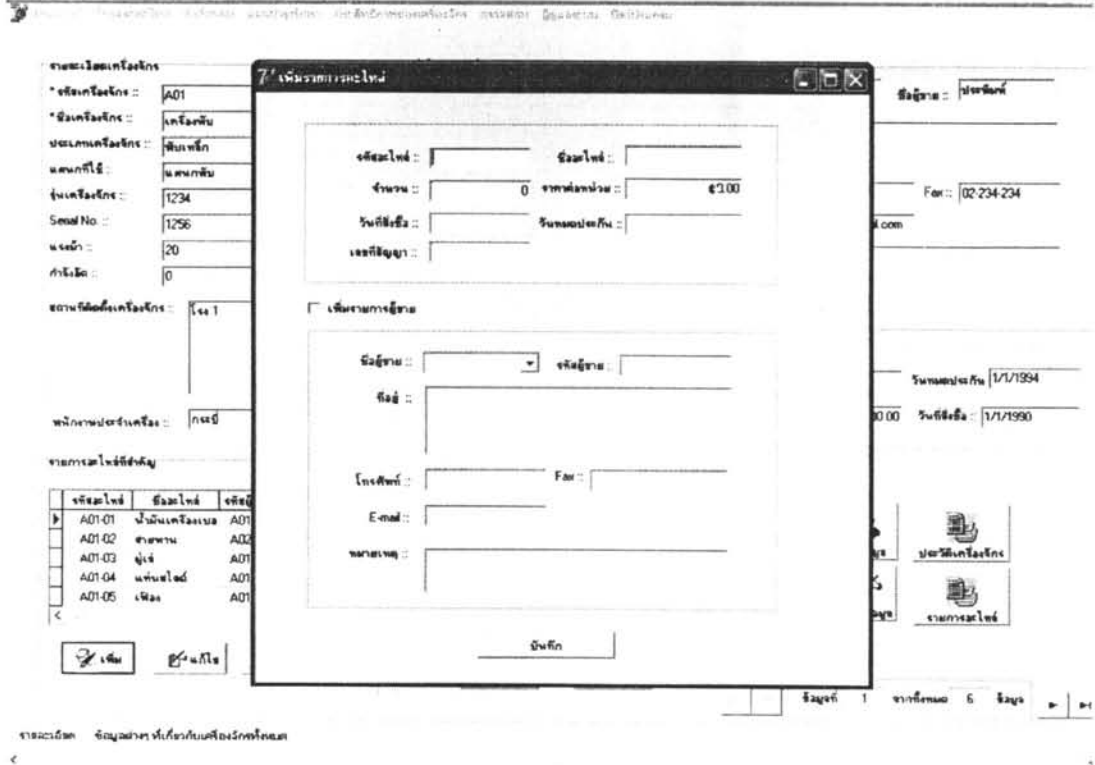 รายละเอียดเครื่องจักร
* รหัสเครื่องจักร :: A01
* ชื่อเครื่องจักร :: เครื่องพับ
ประเภทเครื่องจักร :: พับเหล็ก
แผนกที่ใช้ : แผนกพับ
รุ่นเครื่องจักร :: 1234
Serial No. :: 1256
แรงม้า :: 20
กำลังอัด :: 0
สถานที่ติดตั้งเครื่องจักร :: โรง 1
พนักงานประจำเครื่อง :: กระบี่
รายการอะไหล่ที่สำคัญ
รหัสอะไหล่ ชื่ออะไหล่ รหัสผู้
A01-01 น้ำมันเครื่องเบอ A01
A01-02 สายพาน A02
A01-03 มู่เล่ A01
A01-04 แท่นสไลด์ A01
A01-05 เฟือง A01
เพิ่ม แก้ไข
เพิ่มรายการอะไหล่
รหัสอะไหล่ :: ชื่ออะไหล่ ::
จำนวน :: 0 ราคาต่อหน่วย :: ฿0.00
วันที่สั่งซื้อ :: วันหมดประกัน ::
เลขที่สัญญา ::
เพิ่มรายการผู้ขาย
ชื่อผู้ขาย :: รหัสผู้ขาย ::
ที่อยู่ ::
โทรศัพท์ :: Fax ::
E-mail ::
หมายเหตุ ::
บันทึก
ชื่อผู้ขาย :: ประพิมพ์
Fax :: 02-234-234
l.com
วันหมดประกัน 1/1/1994
00.00 วันที่สั่งซื้อ :: 1/1/1990
ประวัติเครื่องจักร
รายการอะไหล่
ข้อมูลที่ 1 จากทั้งหมด 6 ข้อมูล
รายละเอียด ข้อมูลต่างๆ ที่เกี่ยวกับเครื่องจักรทั้งหมด